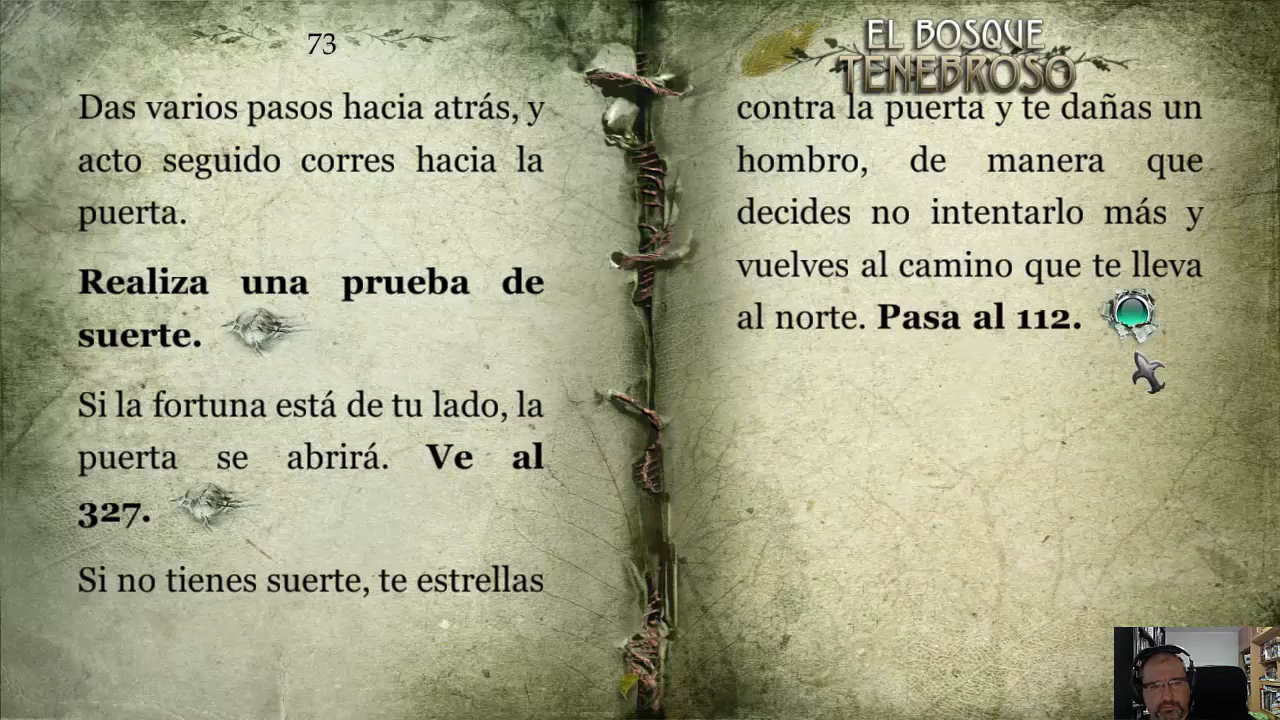 73
Das varios pasos hacia atrás, y
acto seguido corres hacia la
puerta.
Realiza una prueba de
suerte.
Si la fortuna está de tu lado, la
puerta se abrirá. Ve al
327.
Si no tienes suerte, te estrellas
EL BOSQUE
TENEBROSO
contra la puerta y te dañas un
hombro, de manera que
decides no intentarlo más y
vuelves al camino que te lleva
al norte. Pasa al 112.